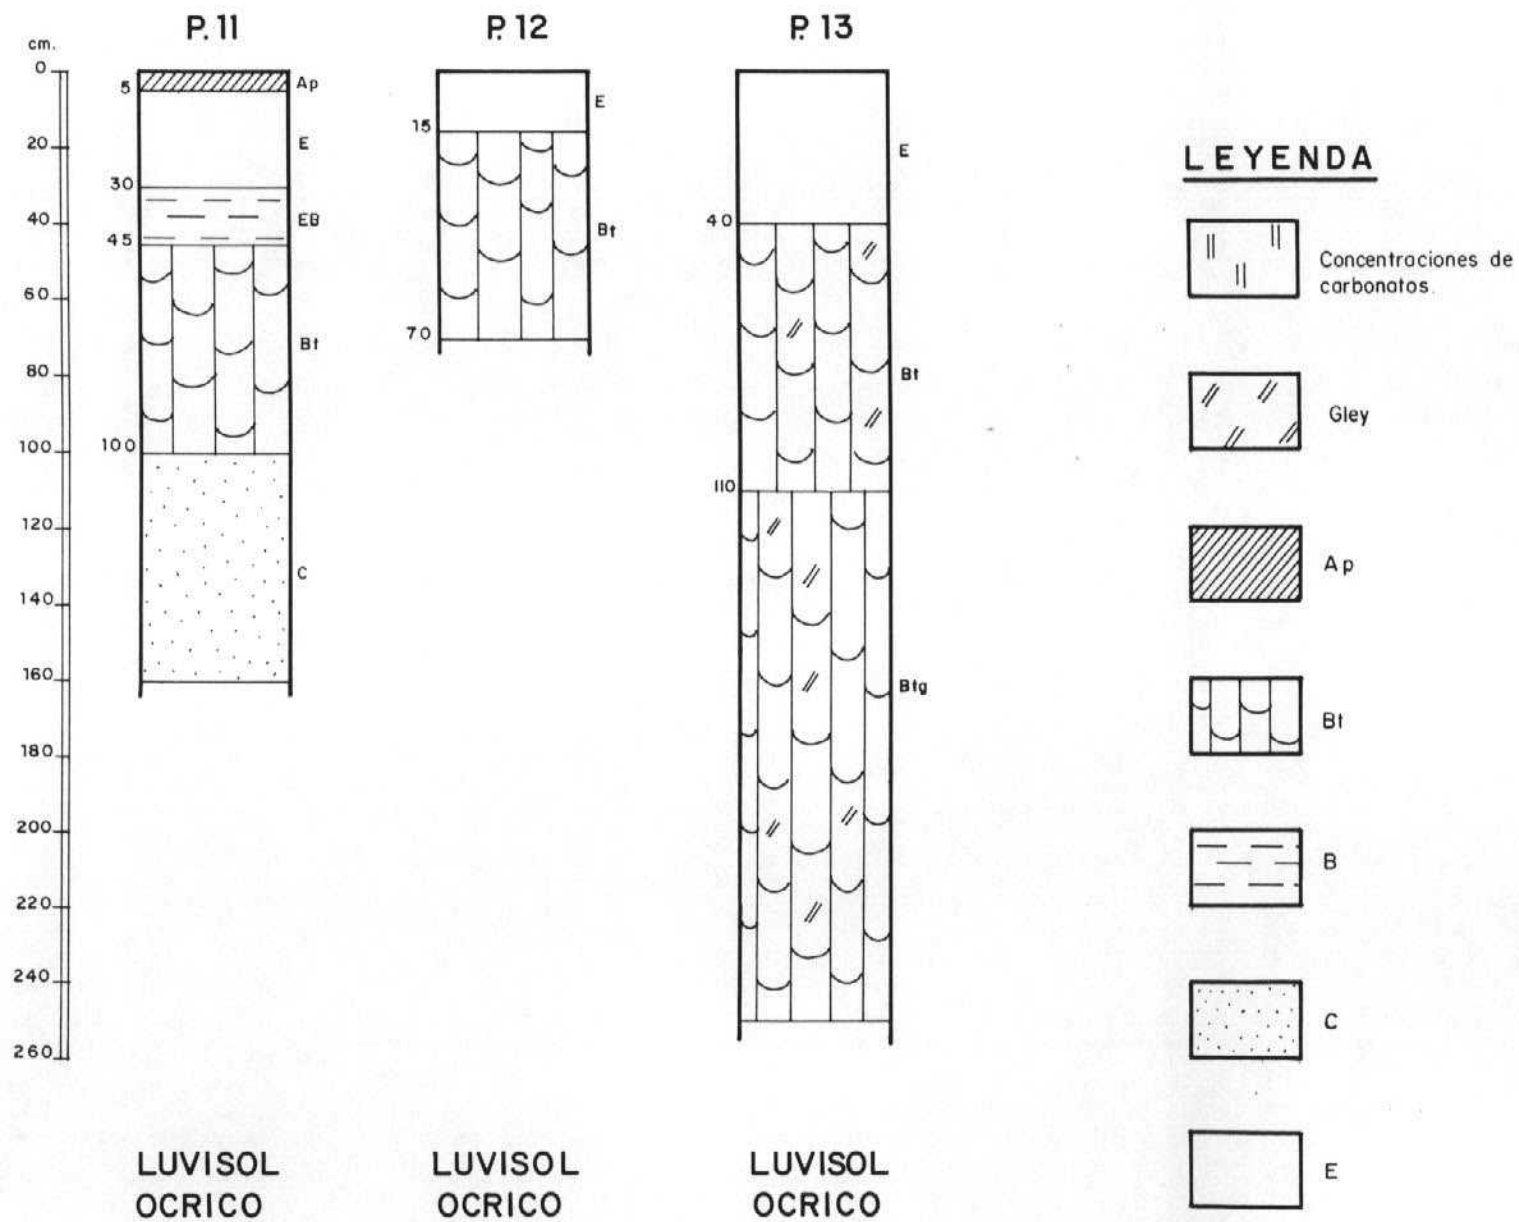 P.11
P.12
P.13
cm.
0
20
40
60
80
100
120
140
160
180
200
220
240
260
5
30
45
100
Ap
E
EB
Bt
C
15
70
E
Bt
40
110
E
Bt
Btg
LUVISOL
OCRICO
LUVISOL
OCRICO
LUVISOL
OCRICO
LEYENDA
Concentraciones de
carbonatos.
Gley
Ap
Bt
B
C
E